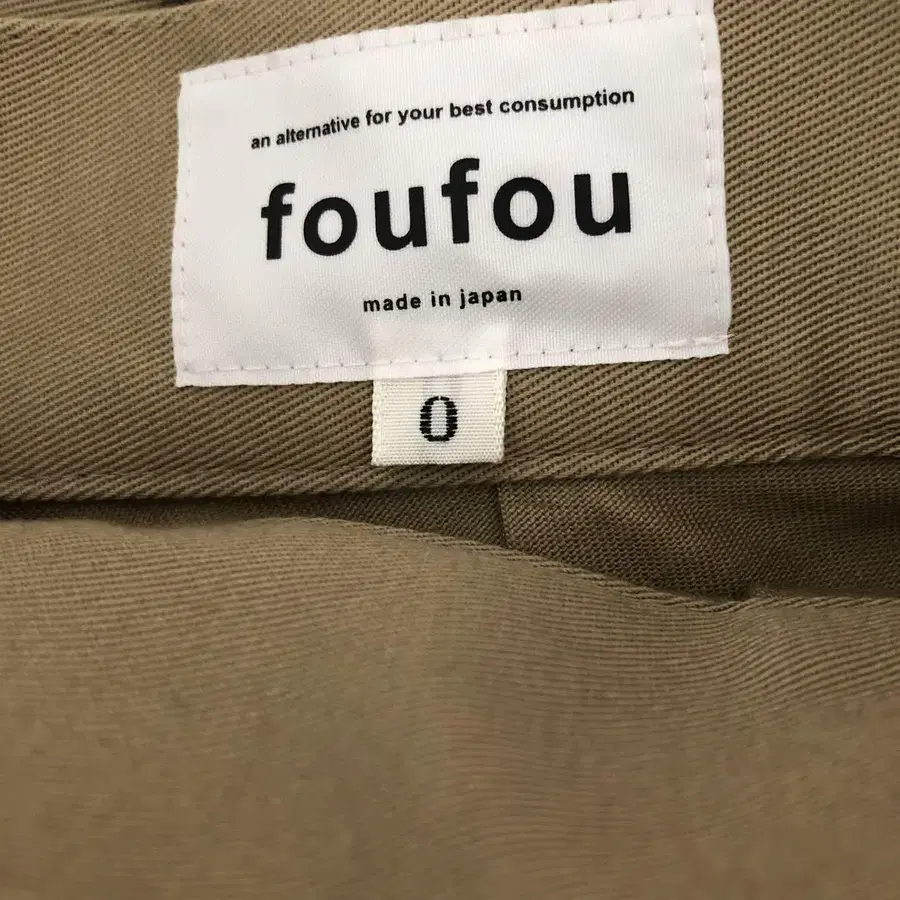 an alternative for your best consumption
foufou
made in japan
0